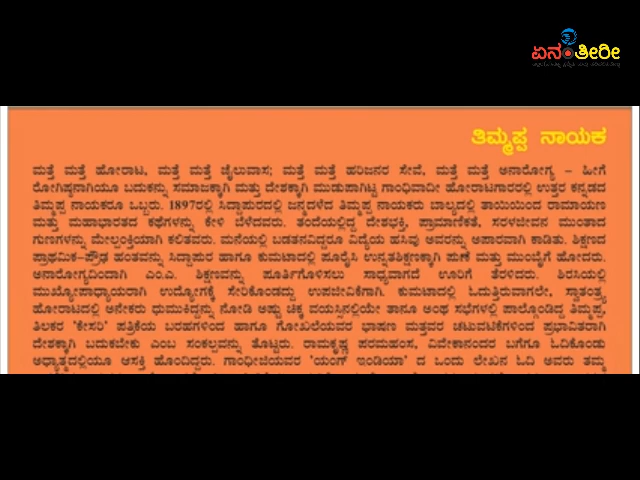 ಏನಂತೀರೀ
ತಿಮ್ಮಪ್ಪ ನಾಯಕ
ಮತ್ತೆ ಮತ್ತೆ ಹೋರಾಟ, ಮತ್ತೆ ಮತ್ತೆ ಜೈಲುವಾಸ; ಮತ್ತೆ ಮತ್ತೆ ಹರಿಜನರ ಸೇವೆ, ಮತ್ತೆ ಮತ್ತೆ ಅನಾರೋಗ್ಯ – ಹೀಗೆ
ರೋಗಿಷ್ಠನಾಗಿಯೂ ಬದುಕನ್ನು ಸಮಾಜಕ್ಕಾಗಿ ಮತ್ತು ದೇಶಕ್ಕಾಗಿ ಮುಡುಪಾಗಿಟ್ಟ ಗಾಂಧಿವಾದೀ ಹೋರಾಟಗಾರರಲ್ಲಿ ಉತ್ತರ ಕನ್ನಡದ
ತಿಮ್ಮಪ್ಪ ನಾಯಕರೂ ಒಬ್ಬರು. 1897ರಲ್ಲಿ ಸಿದ್ದಾಪುರದಲ್ಲಿ ಜನ್ಮದಳೆದ ತಿಮ್ಮಪ್ಪ ನಾಯಕರು ಬಾಲ್ಯದಲ್ಲಿ ತಾಯಿಯಿಂದ ರಾಮಾಯಣ
ಮತ್ತು ಮಹಾಭಾರತದ ಕಥೆಗಳನ್ನು ಕೇಳಿ ಬೆಳೆದವರು. ತಂದೆಯಲ್ಲಿದ್ದ ದೇಶಭಕ್ತಿ, ಪ್ರಾಮಾಣಿಕತೆ, ಸರಳಜೀವನ ಮುಂತಾದ
ಗುಣಗಳನ್ನು ಮೇಲ್ಪಂಕ್ತಿಯಾಗಿ ಕಲಿತವರು. ಮನೆಯಲ್ಲಿ ಬಡತನವಿದ್ದರೂ ವಿದ್ಯೆಯ ಹಸಿವು ಅವರನ್ನು ಅಪಾರವಾಗಿ ಕಾಡಿತು. ಶಿಕ್ಷಣದ
ಪ್ರಾಥಮಿಕ–ಪ್ರೌಢ ಹಂತವನ್ನು ಸಿದ್ದಾಪುರ ಹಾಗೂ ಕುಮಟಾದಲ್ಲಿ ಪೂರೈಸಿ ಉನ್ನತಶಿಕ್ಷಣಕ್ಕಾಗಿ ಪುಣೆ ಮತ್ತು ಮುಂಬೈಗೆ ಹೋದರು.
ಅನಾರೋಗ್ಯದಿಂದಾಗಿ ಎಂ.ಎ. ಶಿಕ್ಷಣವನ್ನು ಪೂರ್ತಿಗೊಳಿಸಲು ಸಾಧ್ಯವಾಗದೆ ಊರಿಗೆ ತೆರಳಿದರು. ಶಿರಸಿಯಲ್ಲಿ
ಮುಖ್ಯೋಪಾಧ್ಯಾಯರಾಗಿ ಉದ್ಯೋಗಕ್ಕೆ ಸೇರಿಕೊಂಡದ್ದು ಉಪಜೀವಿಕೆಗಾಗಿ. ಕುಮಟಾದಲ್ಲಿ ಓದುತ್ತಿರುವಾಗಲೇ, ಸ್ವಾತಂತ್ರ್ಯ
ಹೋರಾಟದಲ್ಲಿ ಅನೇಕರು ಧುಮುಕಿದ್ದನ್ನು ನೋಡಿ ಅಷ್ಟು ಚಿಕ್ಕ ವಯಸ್ಸಿನಲ್ಲಿಯೇ ತಾನೂ ಅಂಥ ಸಭೆಗಳಲ್ಲಿ ಪಾಲ್ಗೊಂಡಿದ್ದ ತಿಮ್ಮಪ್ಪ,
ತಿಲಕರ 'ಕೇಸರಿ' ಪತ್ರಿಕೆಯ ಬರಹಗಳಿಂದ ಹಾಗೂ ಗೋಖಲೆಯವರ ಭಾಷಣ ಮತ್ತವರ ಚಟುವಟಿಕೆಗಳಿಂದ ಪ್ರಭಾವಿತರಾಗಿ
ದೇಶಕ್ಕಾಗಿ ಬದುಕಬೇಕು ಎಂಬ ಸಂಕಲ್ಪವನ್ನು ತೊಟ್ಟರು. ರಾಮಕೃಷ್ಣ ಪರಮಹಂಸ, ವಿವೇಕಾನಂದರ ಬಗೆಗೂ ಓದಿಕೊಂಡು
ಅಧ್ಯಾತ್ಮದಲ್ಲಿಯೂ ಆಸಕ್ತಿ ಹೊಂದಿದ್ದರು. ಗಾಂಧೀಜಿಯವರ 'ಯಂಗ್ ಇಂಡಿಯಾ' ದ ಒಂದು ಲೇಖನ ಓದಿ ಅವರು ತಮ್ಮ